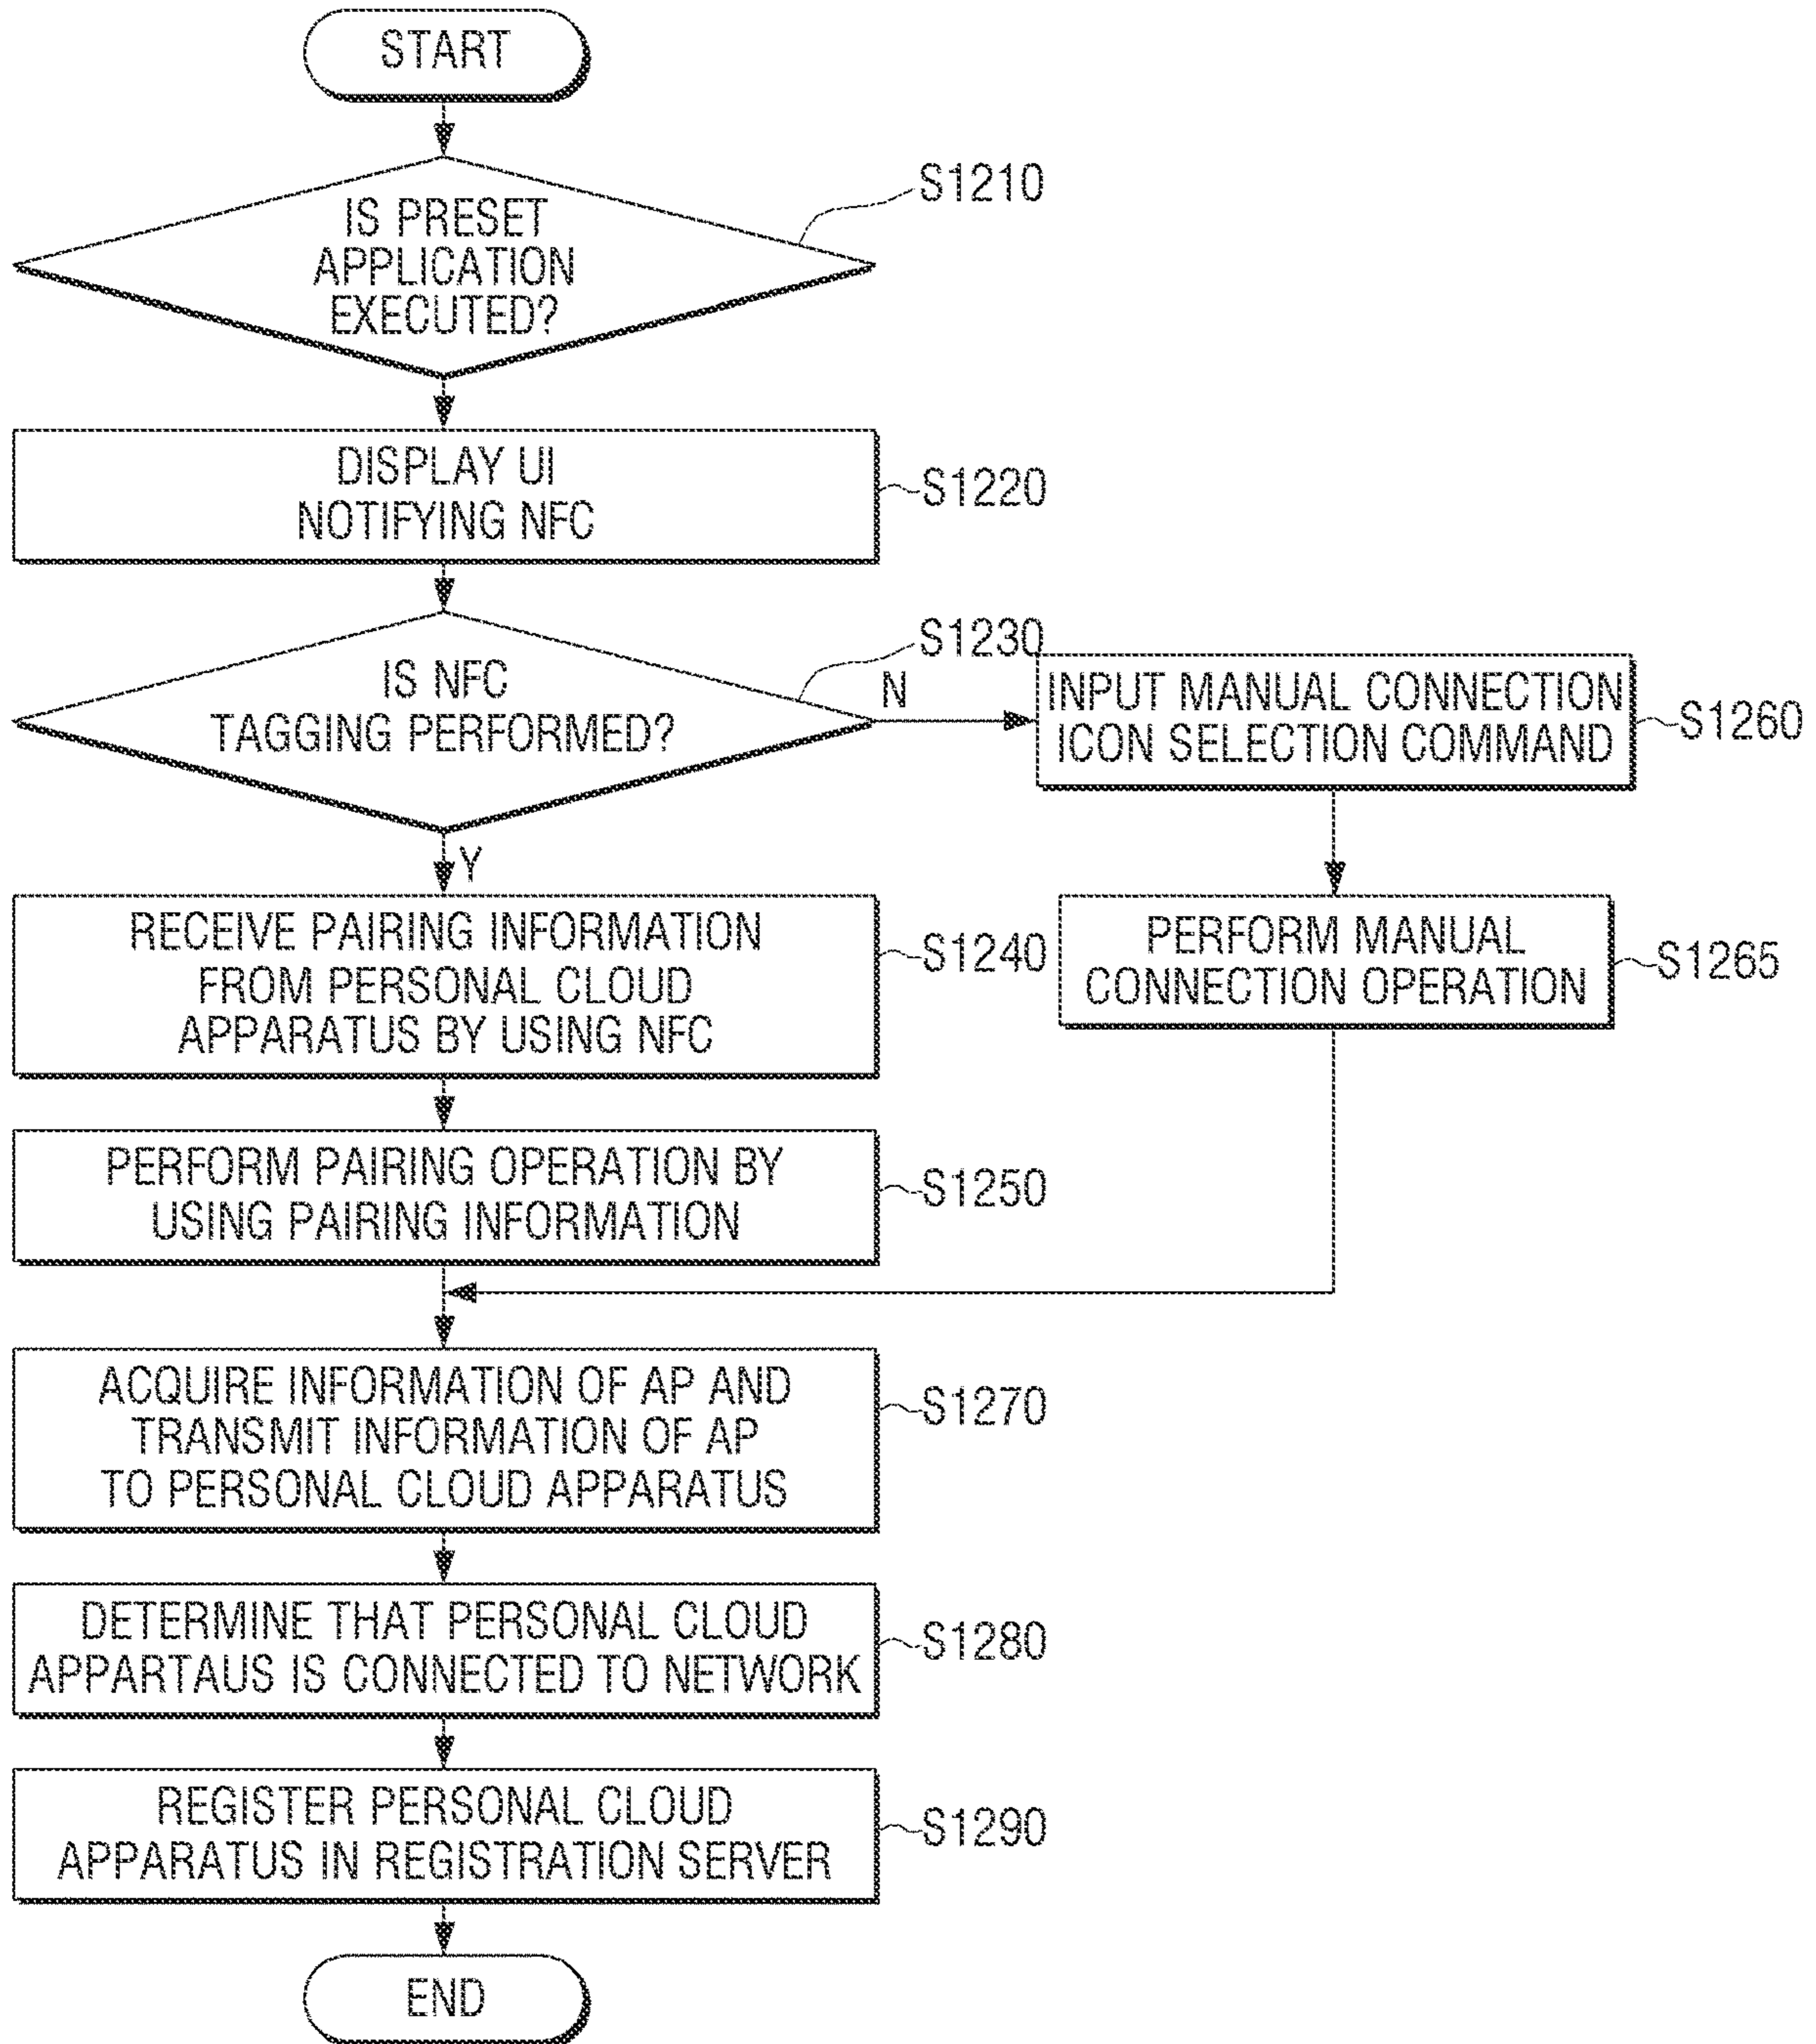 START
IS PRESET
APPLICATION
EXECUTED?
S1210
DISPLAY UI
NOTIFYING NFC
S1220
IS NFC
TAGGING PERFORMED?
S1230
N
INPUT MANUAL CONNECTION
ICON SELECTION COMMAND
S1260
Y
RECEIVE PAIRING INFORMATION
FROM PERSONAL CLOUD
APPARATUS BY USING NFC
S1240
PERFORM MANUAL
CONNECTION OPERATION
S1265
PERFORM PAIRING OPERATION BY
USING PAIRING INFORMATION
S1250
ACQUIRE INFORMATION OF AP AND
TRANSMIT INFORMATION OF AP
TO PERSONAL CLOUD APPARATUS
S1270
DETERMINE THAT PERSONAL CLOUD
APPARTAUS IS CONNECTED TO NETWORK
S1280
REGISTER PERSONAL CLOUD
APPARATUS IN REGISTRATION SERVER
S1290
END